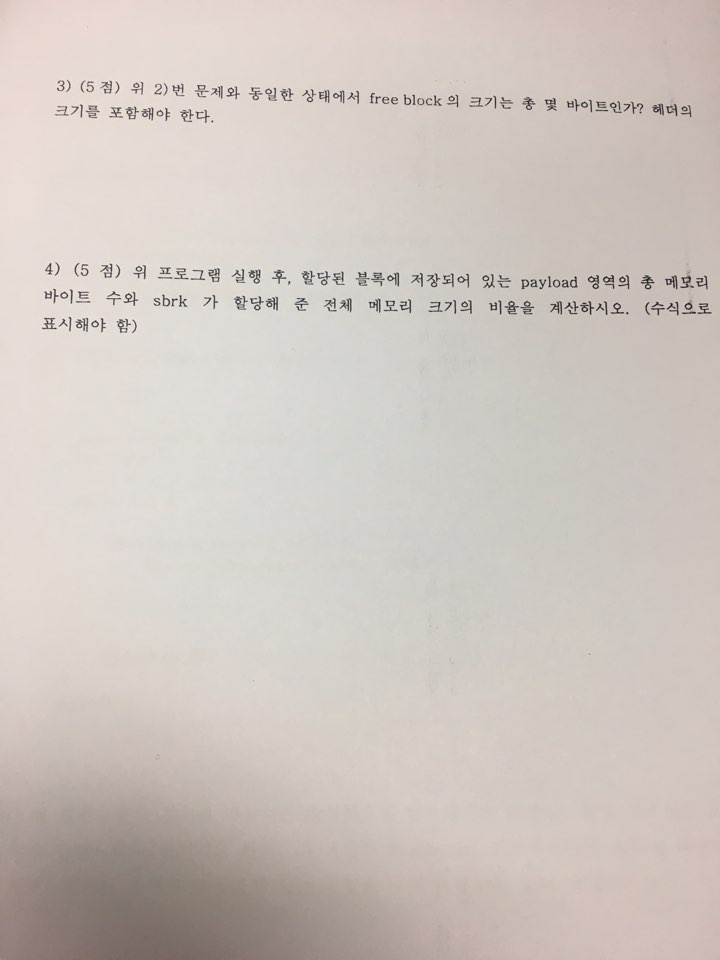 3) (5 점) 위 2)번 문제와 동일한 상태에서 free block 의 크기는 총 몇 바이트인가? 헤더의
크기를 포함해야 한다.
4) (5 점) 위 프로그램 실행 후, 할당된 블록에 저장되어 있는 payload 영역의 총 메모리
바이트 수와 sbrk 가 할당해 준 전체 메모리 크기의 비율을 계산하시오. (수식으로
표시해야 함)